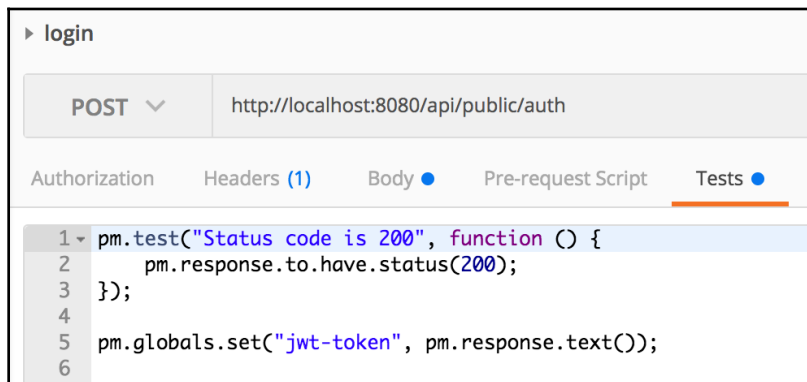 login
POST http://localhost:8080/api/public/auth
Authorization Headers (1) Body Pre-request Script Tests
1 pm.test("Status code is 200", function () {
2     pm.response.to.have.status(200);
3 });
4
5 pm.globals.set("jwt-token", pm.response.text());
6